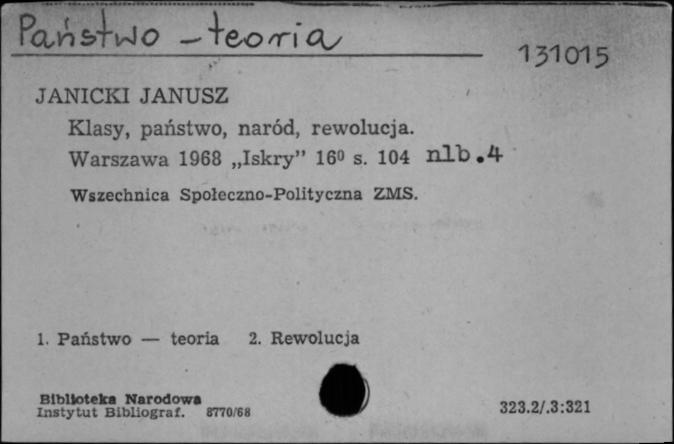 Państwo – teoria
131015
JANICKI JANUSZ
Klasy, państwo, naród, rewolucja.
Warszawa 1968 „Iskry” 16⁰ s. 104 nlb.4
Wszechnica Społeczno-Polityczna ZMS.
1. Państwo — teoria 2. Rewolucja
Biblioteka Narodowa
Instytut Bibliograf. 8770/68
323.2/.3:321